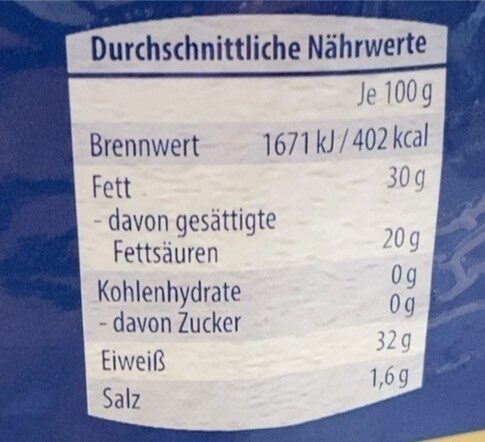 Durchschnittliche Nährwerte
Je 100 g
Brennwert 1671 kJ / 402 kcal
Fett 30 g
- davon gesättigte
Fettsäuren 20 g
Kohlenhydrate 0 g
- davon Zucker 0 g
Eiweiß 32 g
Salz 1,6 g